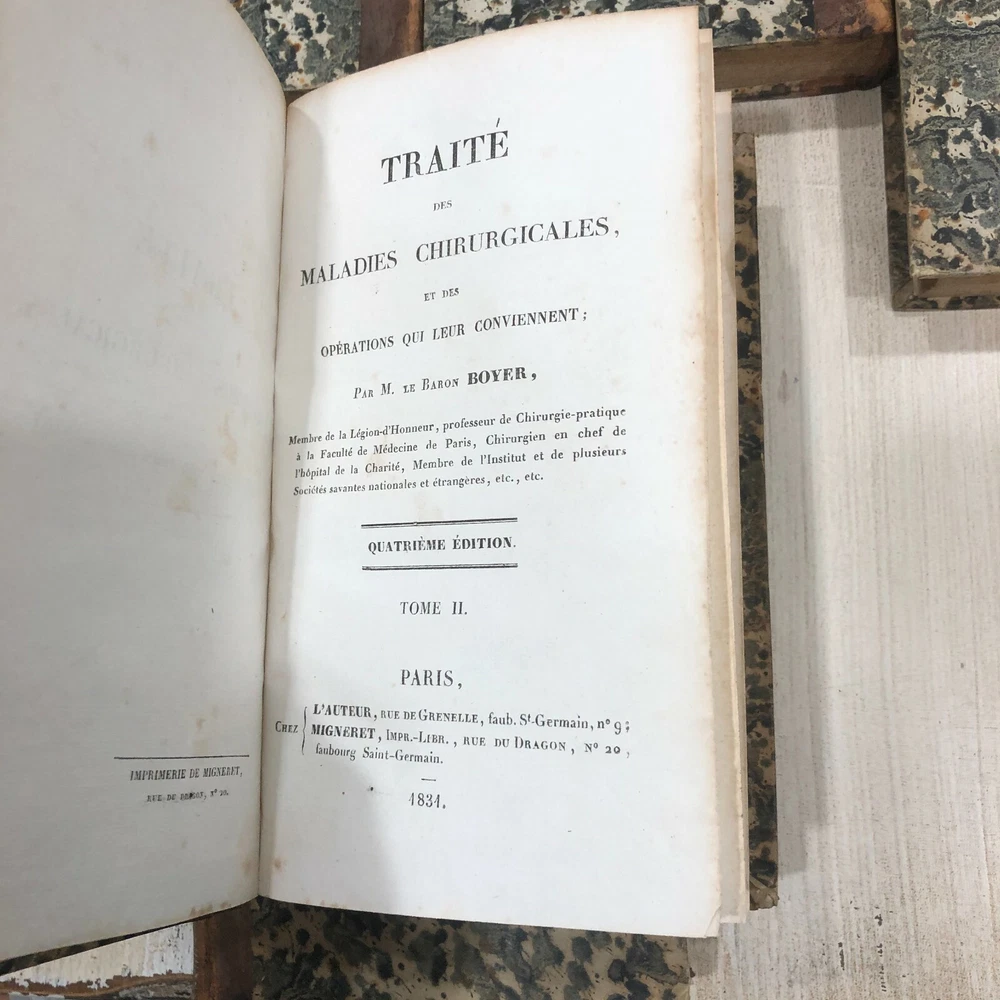 IMPRIMERIE DE MIGNERET,
RUE DU DRAGON, N° 20.
TRAITÉ
DES
MALADIES CHIRURGICALES,
ET DES
OPÉRATIONS QUI LEUR CONVIENNENT;
PAR M. LE BARON BOYER,
Membre de la Légion-d'Honneur, professeur de Chirurgie-pratique
à la Faculté de Médecine de Paris, Chirurgien en chef de
l'hôpital de la Charité, Membre de l'Institut et de plusieurs
Sociétés savantes nationales et étrangères, etc., etc.
QUATRIÈME ÉDITION.
TOME II.
PARIS,
CHEZ { L'AUTEUR, RUE DE GRENELLE, faub. St-Germain, n° 9;
MIGNERET, IMPR.-LIBR., RUE DU DRAGON, N° 20,
faubourg Saint-Germain.
1831.